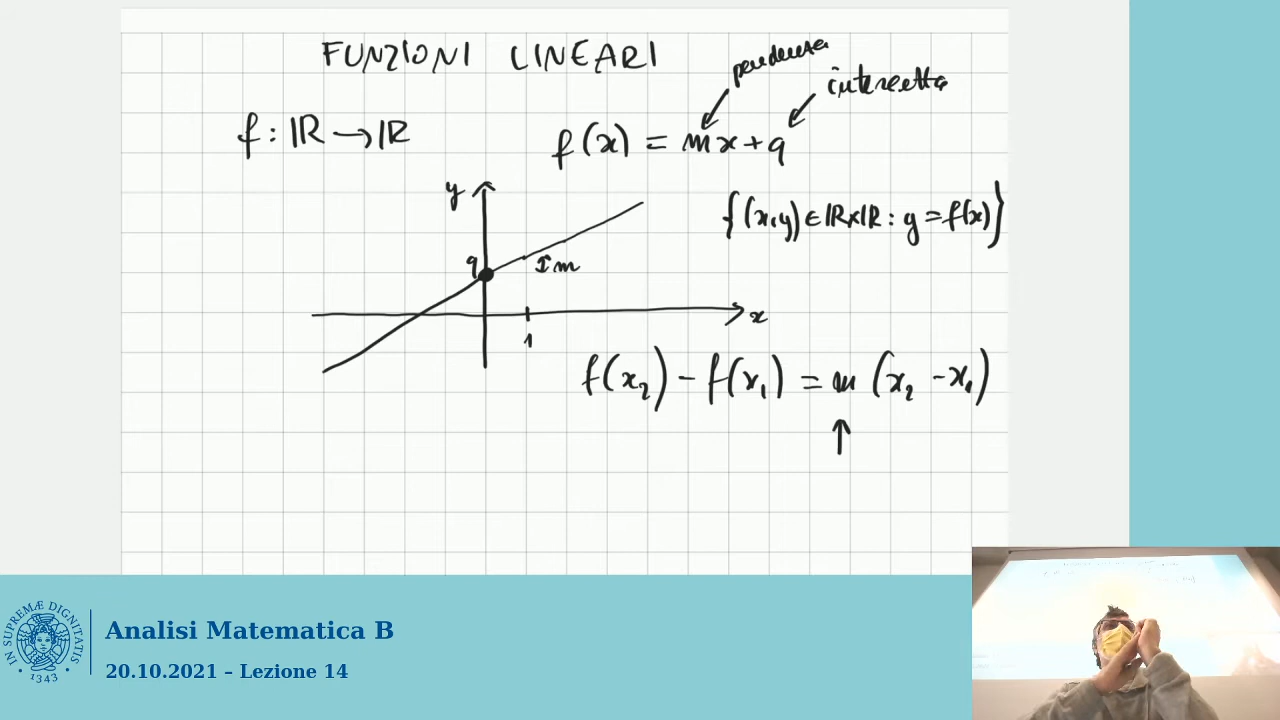 FUNZIONI LINEARI
pendenza
intercetta
f : ℝ → ℝ
f(x) = mx + q
y
{(x,y) ∈ ℝ×ℝ : y = f(x)}
q
I m
x
1
f(x₂) − f(x₁) = m (x₂ − x₁)
↑
IN SUPREMÆ DIGNITATIS
· 1343 ·
Analisi Matematica B
20.10.2021 – Lezione 14